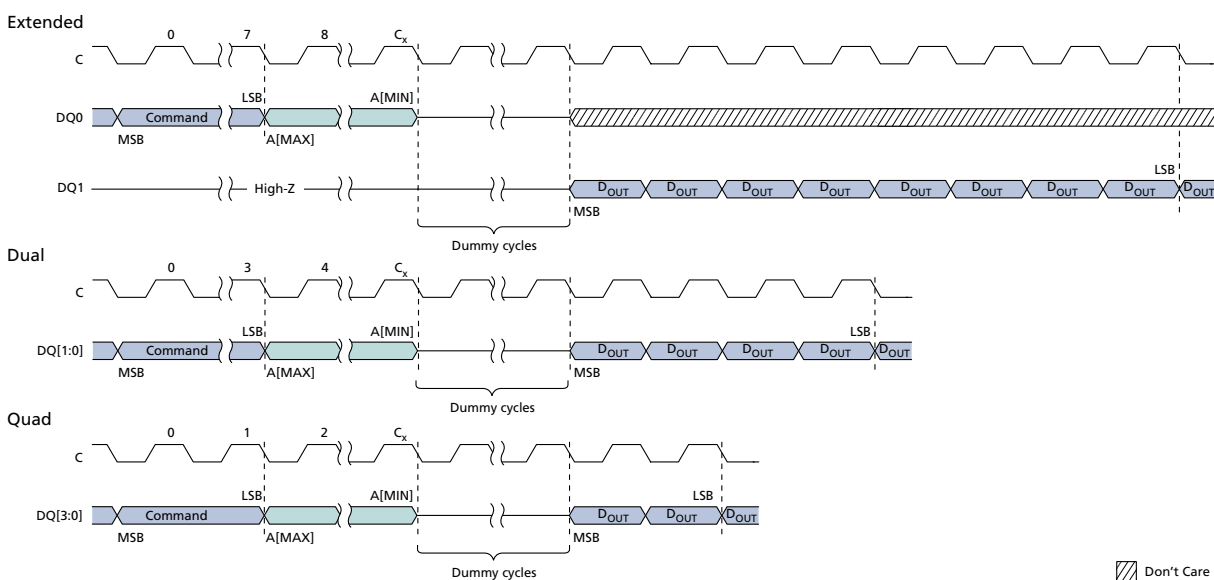 Extended
0 7 8 Cx
C
LSB A[MIN]
DQ0 Command
MSB A[MAX]
LSB
DQ1 High-Z DOUT DOUT DOUT DOUT DOUT DOUT DOUT DOUT DOUT
MSB
Dummy cycles
Dual
0 3 4 Cx
C
LSB A[MIN] LSB
DQ[1:0] Command DOUT DOUT DOUT DOUT DOUT
MSB A[MAX] MSB
Dummy cycles
Quad
0 1 2 Cx
C
LSB A[MIN] LSB
DQ[3:0] Command DOUT DOUT DOUT
MSB A[MAX] MSB
Dummy cycles
Don't Care